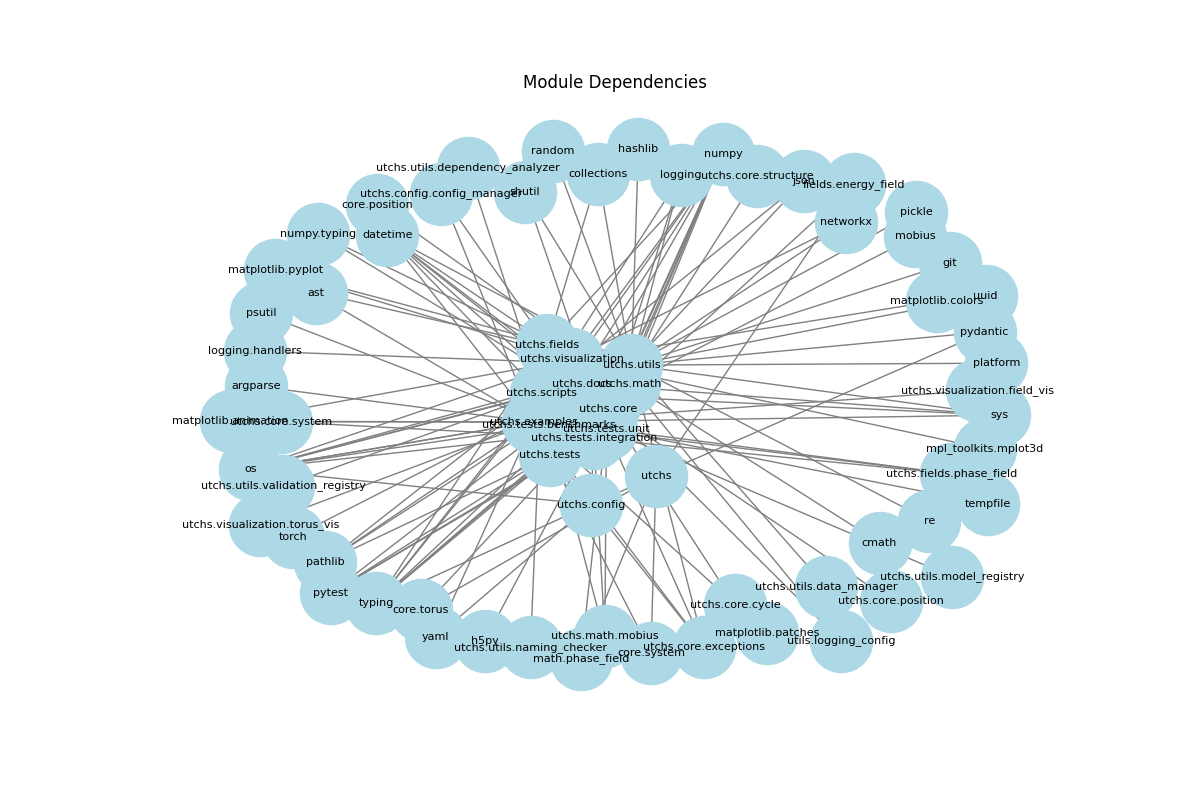 Module Dependencies
hashlib
random
numpy
utchs.utils.dependency_analyzer
collections
logging
utchs.core.structure
json
fields.energy_field
utchs.config.config_manager
shutil
core.position
pickle
networkx
numpy.typing
datetime
mobius
git
matplotlib.pyplot
ast
uuid
matplotlib.colors
psutil
pydantic
utchs.fields
logging.handlers
utchs.visualization
utchs.utils
platform
argparse
utchs.docs
utchs.math
utchs.scripts
utchs.visualization.field_vis
utchs.core
sys
matplotlib.animation
utchs.core.system
utchs.examples
utchs.tests.benchmarks
utchs.tests.unit
utchs.tests.integration
mpl_toolkits.mplot3d
utchs.tests
os
utchs
utchs.fields.phase_field
utchs.utils.validation_registry
utchs.config
tempfile
utchs.visualization.torus_vis
re
torch
cmath
pathlib
utchs.utils.model_registry
pytest
utchs.utils.data_manager
typing
utchs.core.cycle
utchs.core.position
core.torus
yaml
h5py
utchs.math.mobius
matplotlib.patches
utils.logging_config
utchs.utils.naming_checker
utchs.core.exceptions
core.system
math.phase_field